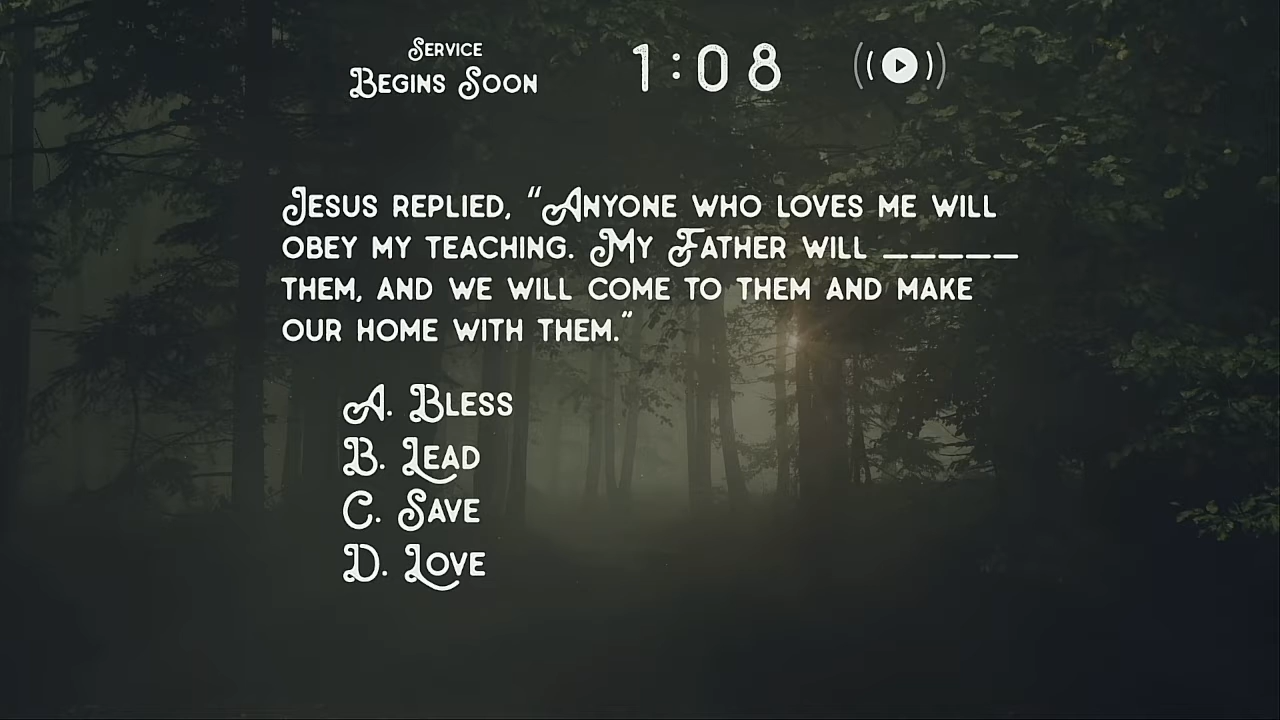 Service
Begins Soon
1:08
Jesus replied, “Anyone who loves me will
obey my teaching. My Father will _____
them, and we will come to them and make
our home with them.”
A. Bless
B. Lead
C. Save
D. Love